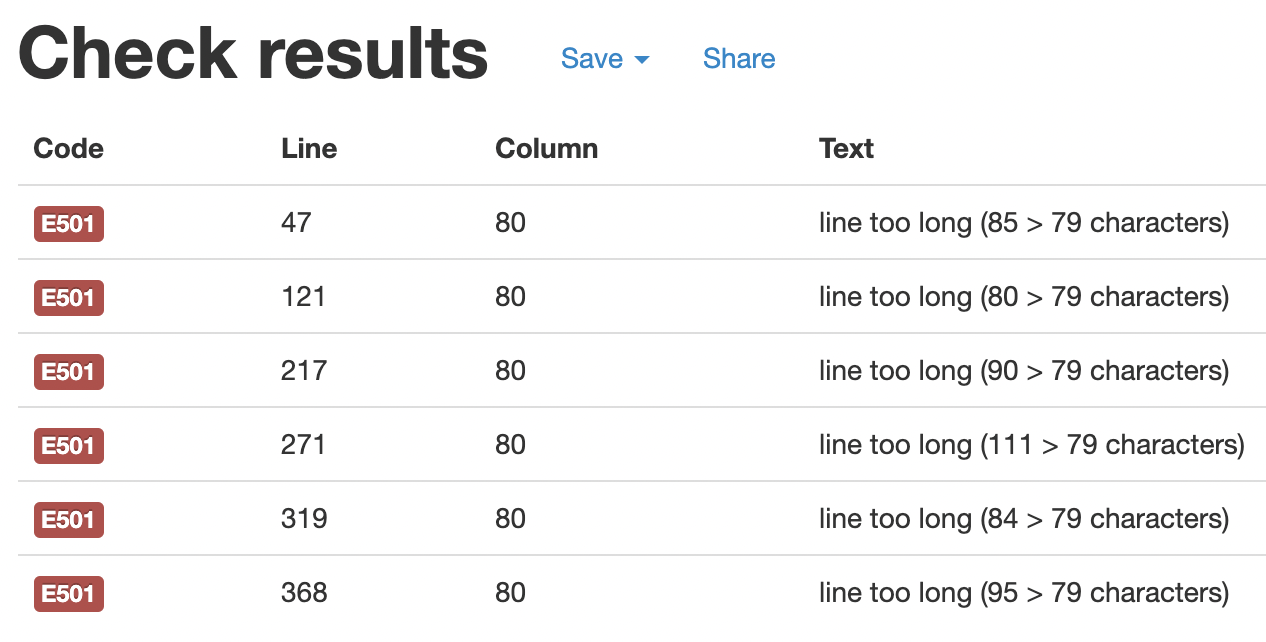 Check results Save Share
Code Line Column Text
E501 47 80 line too long (85 > 79 characters)
E501 121 80 line too long (80 > 79 characters)
E501 217 80 line too long (90 > 79 characters)
E501 271 80 line too long (111 > 79 characters)
E501 319 80 line too long (84 > 79 characters)
E501 368 80 line too long (95 > 79 characters)